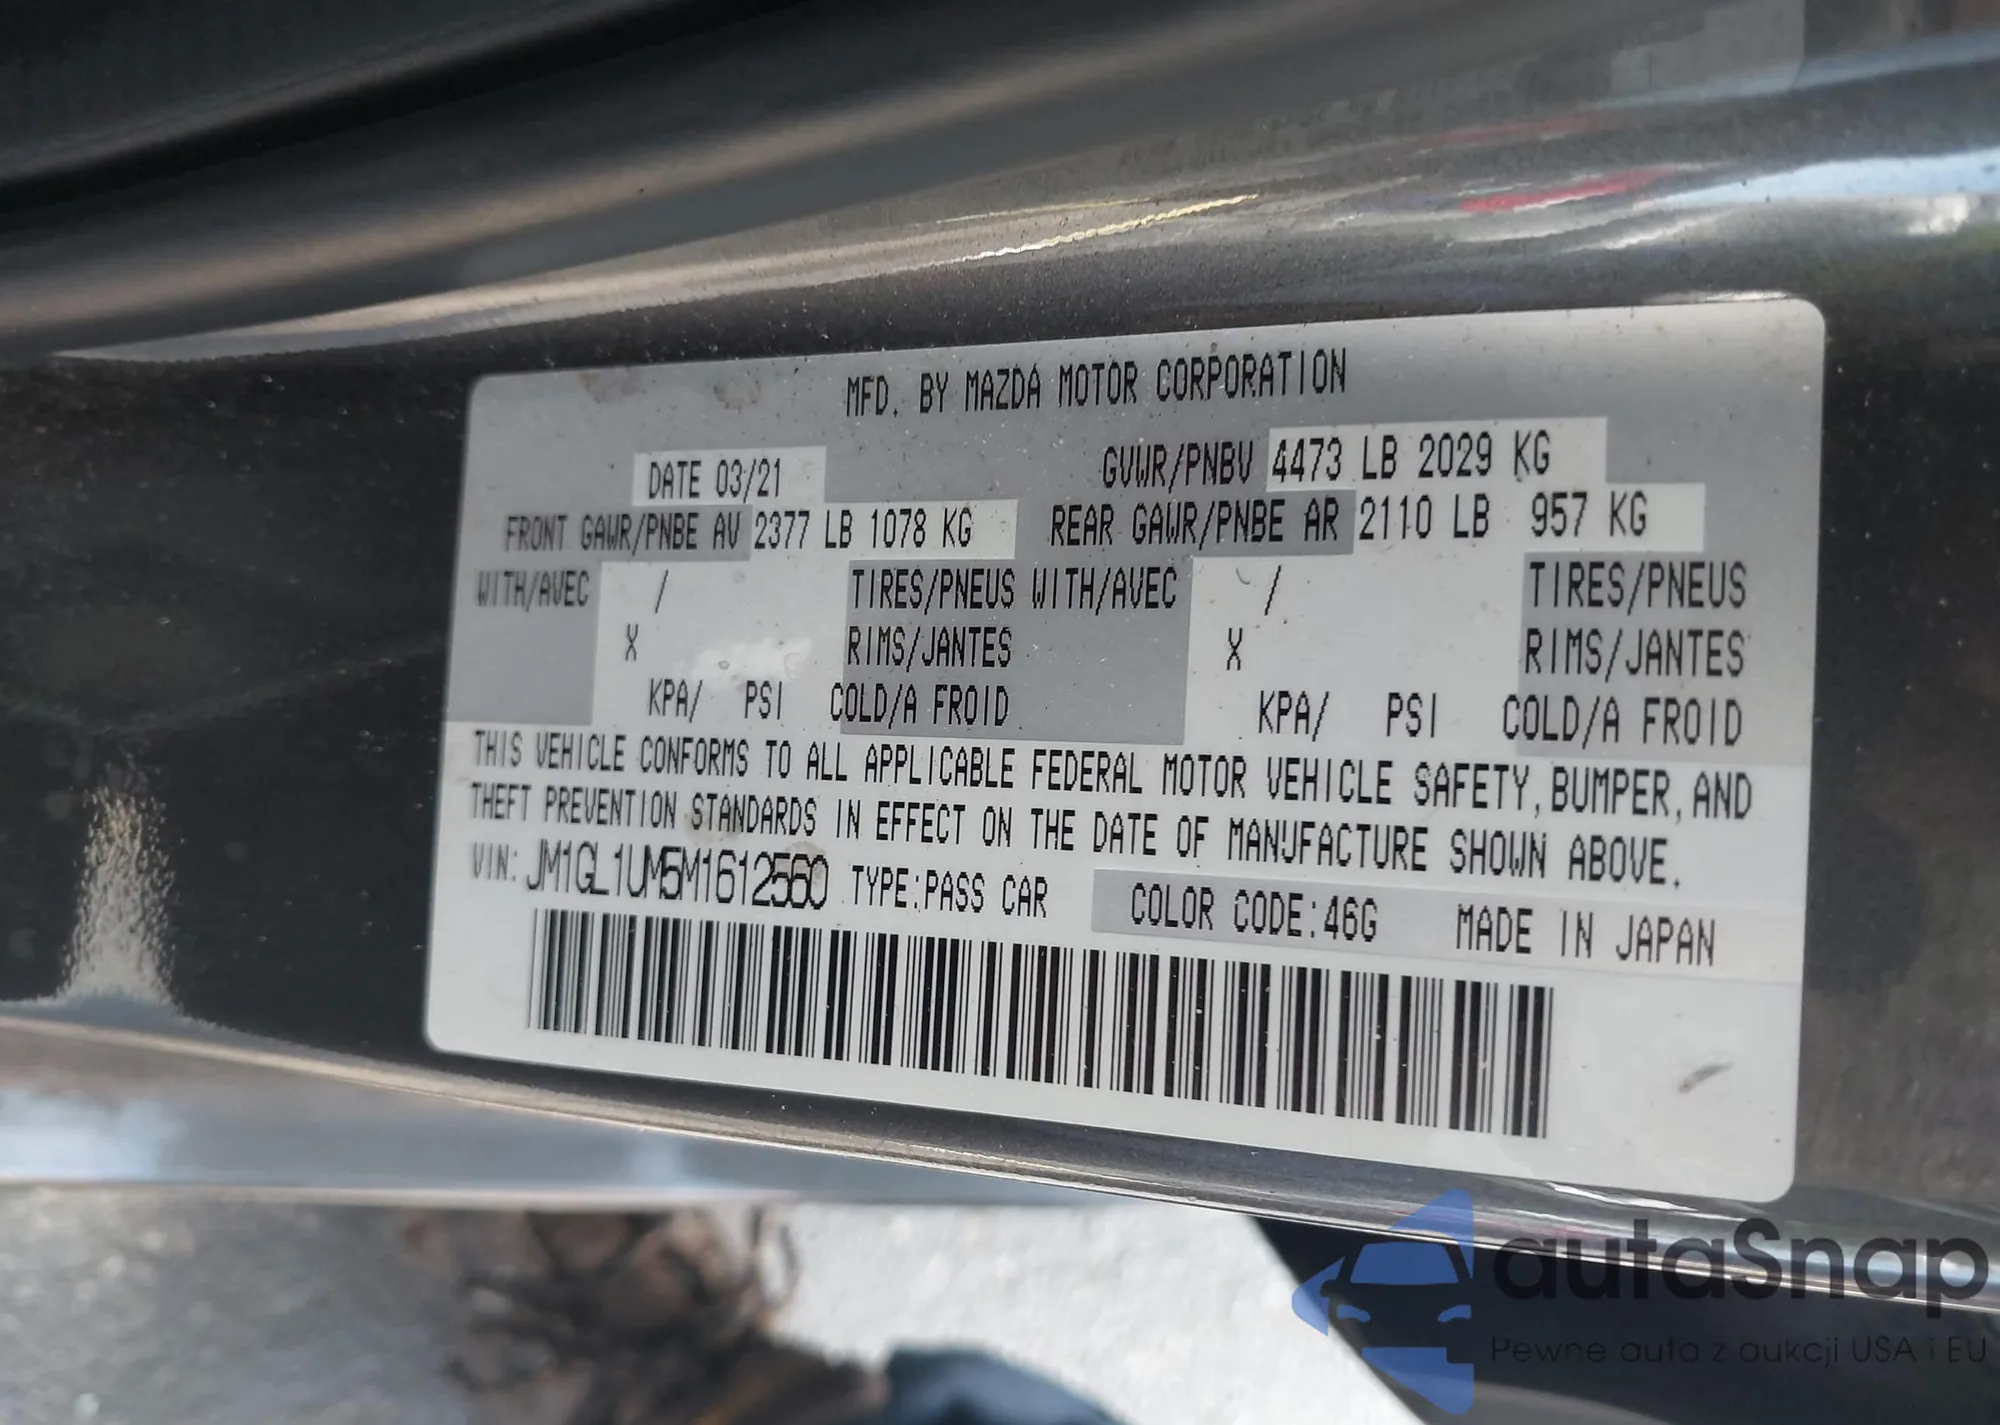 MFD. BY MAZDA MOTOR CORPORATION
DATE 03/21 GVWR/PNBV 4473 LB 2029 KG
FRONT GAWR/PNBE AV 2377 LB 1078 KG REAR GAWR/PNBE AR 2110 LB 957 KG
WITH/AVEC / TIRES/PNEUS WITH/AVEC / TIRES/PNEUS
X RIMS/JANTES X RIMS/JANTES
KPA/ PSI COLD/A FROID KPA/ PSI COLD/A FROID
THIS VEHICLE CONFORMS TO ALL APPLICABLE FEDERAL MOTOR VEHICLE SAFETY, BUMPER, AND
THEFT PREVENTION STANDARDS IN EFFECT ON THE DATE OF MANUFACTURE SHOWN ABOVE.
VIN: JM1GL1UM5M1612560 TYPE:PASS CAR COLOR CODE:46G MADE IN JAPAN
autaSnap
Pewne auta z aukcji USA i EU